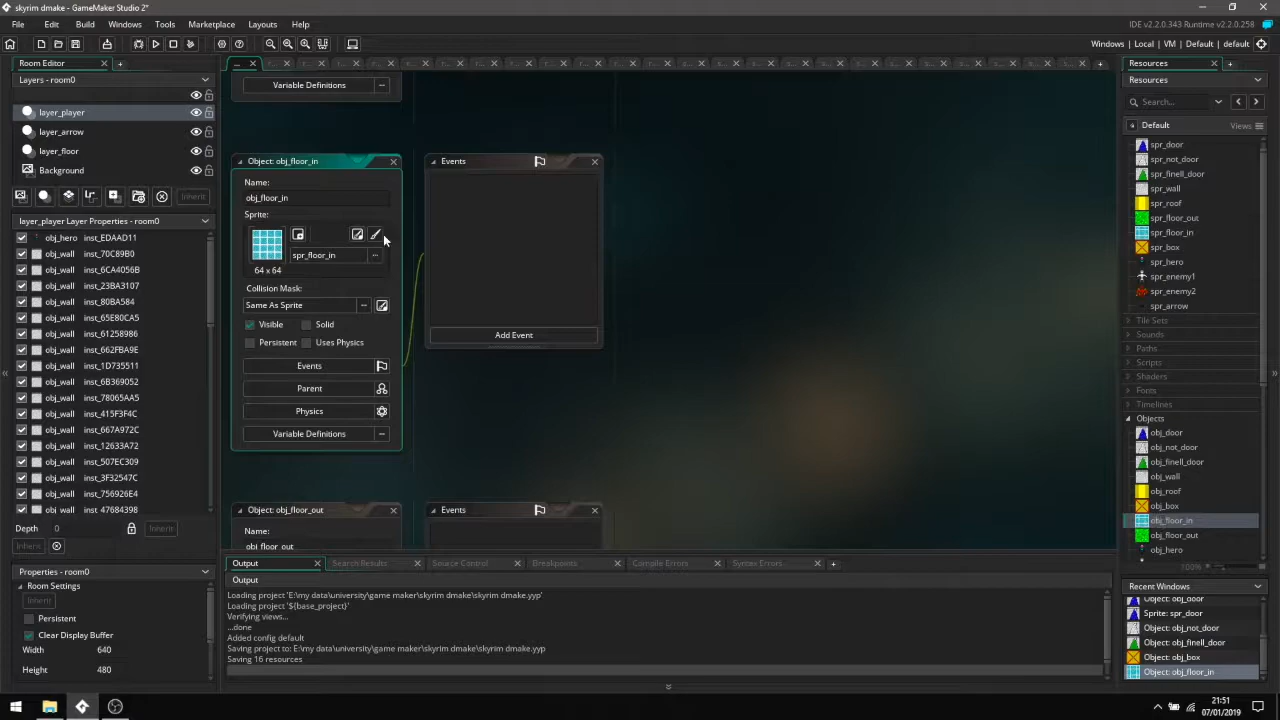 skyrim dmake - GameMaker Studio 2*
File Edit Build Windows Tools Marketplace Layouts Help
IDE v2.2.0.343 Runtime v2.2.0.258
Windows | Local | VM | Default | default
Room Editor
Layers - room0
layer_player
layer_arrow
layer_floor
Background
Inherit
layer_player Layer Properties - room0
obj_hero inst_EDAAD11
obj_wall inst_70C89B0
obj_wall inst_6CA4056B
obj_wall inst_23BA3107
obj_wall inst_80BA584
obj_wall inst_65E80CA5
obj_wall inst_61258986
obj_wall inst_662FBA9E
obj_wall inst_1D735511
obj_wall inst_6B369052
obj_wall inst_78065AA5
obj_wall inst_415F3F4C
obj_wall inst_667A972C
obj_wall inst_12633A72
obj_wall inst_507EC309
obj_wall inst_3F32547C
obj_wall inst_756926E4
obj_wall inst_47684398
Depth 0 Inherit
Inherit
Properties - room0
Room Settings
Inherit
Persistent
Clear Display Buffer
Width 640
Height 480
Variable Definitions
Object: obj_floor_in
Name:
obj_floor_in
Sprite:
spr_floor_in
64 x 64
Collision Mask:
Same As Sprite
Visible Solid
Persistent Uses Physics
Events
Parent
Physics
Variable Definitions
Events
Add Event
Object: obj_floor_out
Name:
obj_floor_out
Events
Output Search Results Source Control Breakpoints Compile Errors Syntax Errors
Output
Loading project 'E:\my data\university\game maker\skyrim dmake\skyrim dmake.yyp'
Loading project '${base_project}'
Verifying views...
...done
Added config default
Saving project to: E:\my data\university\game maker\skyrim dmake\skyrim dmake.yyp
Saving 16 resources
Resources
Resources
Search...
Default Views
spr_door
spr_not_door
spr_finell_door
spr_wall
spr_roof
spr_floor_out
spr_floor_in
spr_box
spr_hero
spr_enemy1
spr_enemy2
spr_arrow
Tile Sets
Sounds
Paths
Scripts
Shaders
Fonts
Timelines
Objects
obj_door
obj_not_door
obj_finell_door
obj_wall
obj_roof
obj_box
obj_floor_in
obj_floor_out
obj_hero
100%
Recent Windows
Object: obj_door
Sprite: spr_door
Object: obj_not_door
Object: obj_finell_door
Object: obj_box
Object: obj_floor_in
21:51
07/01/2019